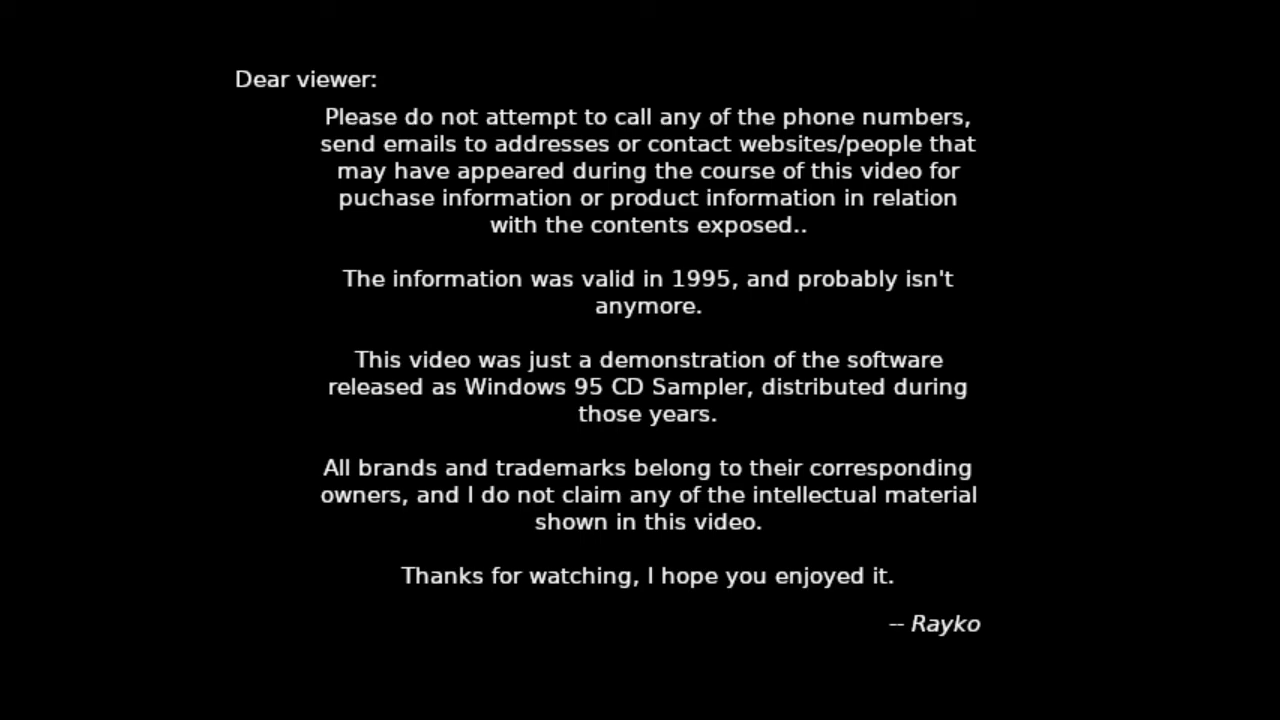 Dear viewer:
Please do not attempt to call any of the phone numbers,
send emails to addresses or contact websites/people that
may have appeared during the course of this video for
puchase information or product information in relation
with the contents exposed..
The information was valid in 1995, and probably isn't
anymore.
This video was just a demonstration of the software
released as Windows 95 CD Sampler, distributed during
those years.
All brands and trademarks belong to their corresponding
owners, and I do not claim any of the intellectual material
shown in this video.
Thanks for watching, I hope you enjoyed it.
-- Rayko